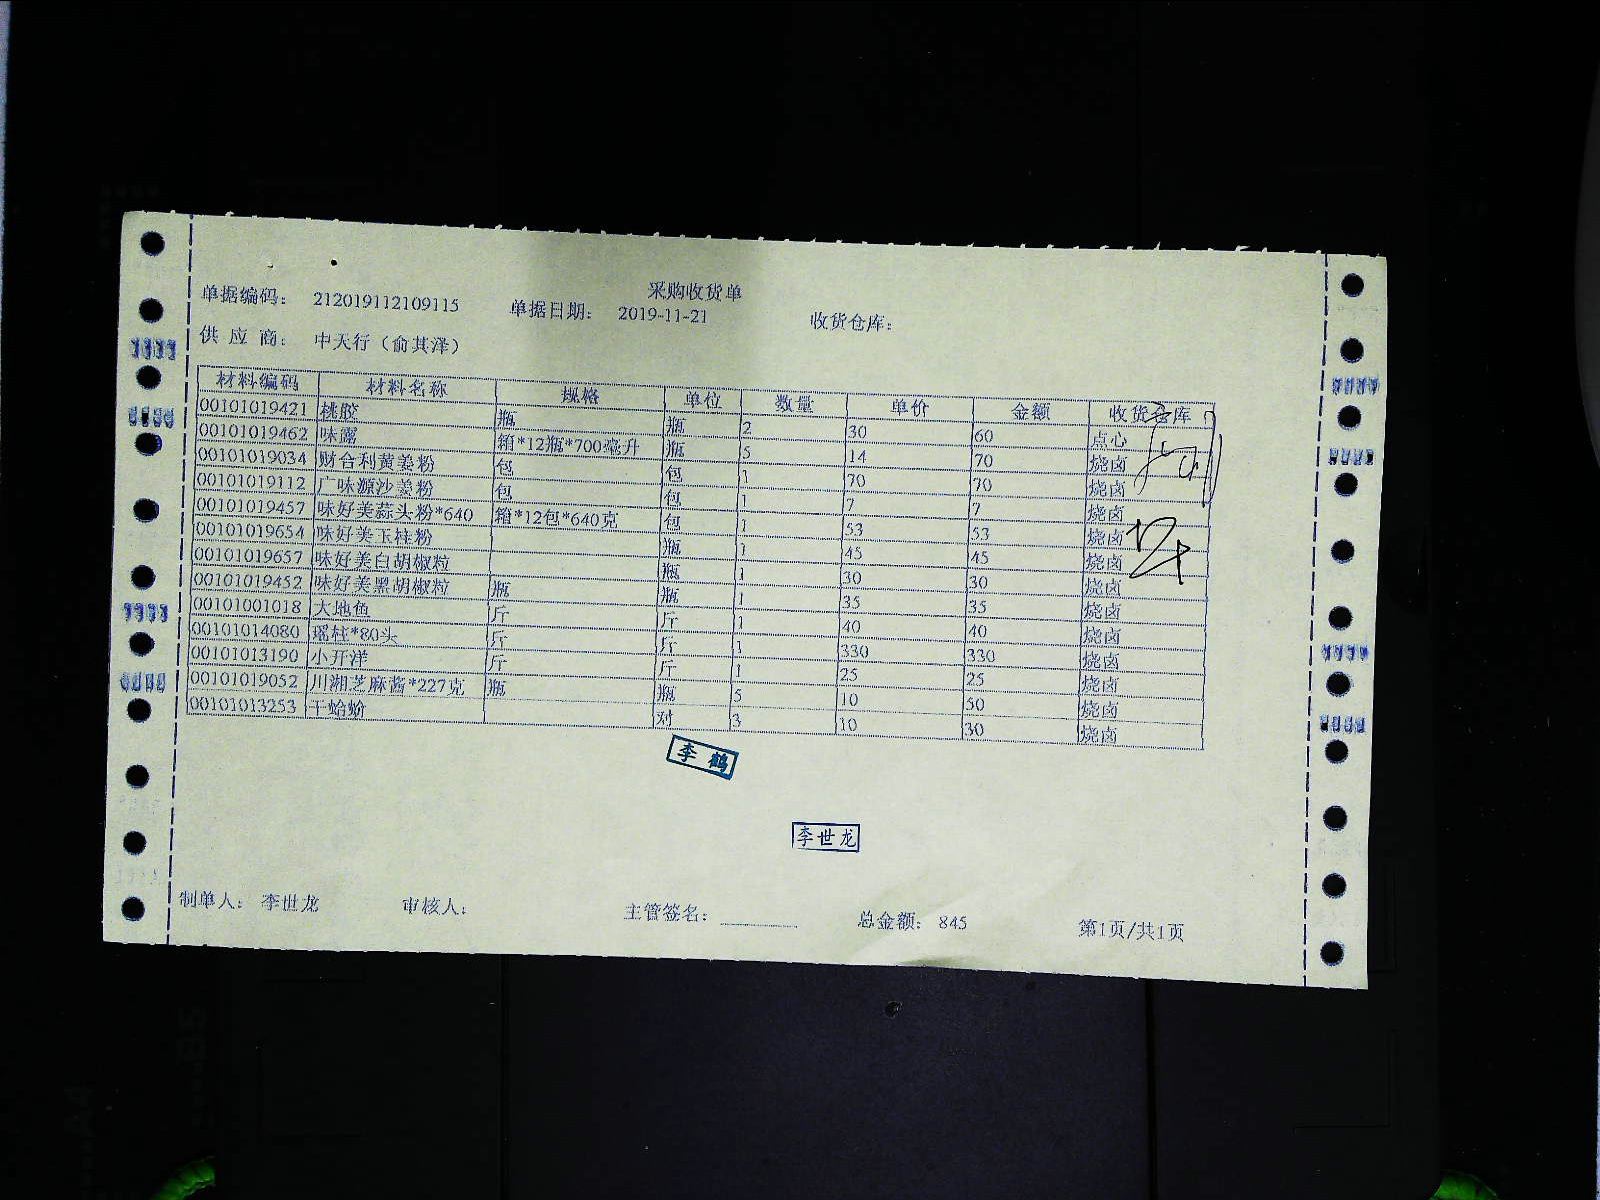 采购收货单
单据编码： 212019112109115 单据日期： 2019-11-21 收货仓库：
供 应 商： 中天行（俞其泽）
材料编码 材料名称 规格 单位 数量 单价 金额 收货仓库
00101019421 桃胶 瓶 瓶 2 30 60 点心
00101019462 味露 箱*12瓶*700毫升 瓶 5 14 70 烧卤
00101019034 财合利黄姜粉 包 包 1 70 70 烧卤
00101019112 广味源沙姜粉 包 包 1 7 7 烧卤
00101019457 味好美蒜头粉*640 箱*12包*640克 包 1 53 53 烧卤
00101019654 味好美玉桂粉 瓶 1 45 45 烧卤
00101019657 味好美白胡椒粒 瓶 1 30 30 烧卤
00101019452 味好美黑胡椒粒 瓶 瓶 1 35 35 烧卤
00101001018 大地鱼 斤 斤 1 40 40 烧卤
00101014080 瑶柱*80头 斤 斤 1 330 330 烧卤
00101013190 小开洋 斤 斤 1 25 25 烧卤
00101019052 川湘芝麻酱*227克 瓶 瓶 5 10 50 烧卤
00101013253 干蛤蚧 对 3 10 30 烧卤
李鹤
李世龙
制单人： 李世龙 审核人： 主管签名： 总金额： 845 第1页/共1页